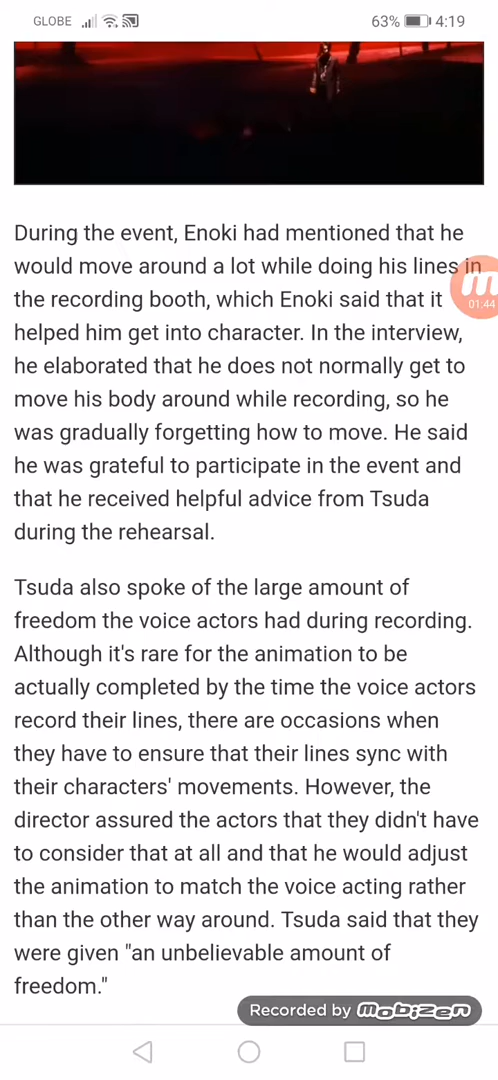 GLOBE 63% 4:19
During the event, Enoki had mentioned that he
would move around a lot while doing his lines in
the recording booth, which Enoki said that it
01:44
helped him get into character. In the interview,
he elaborated that he does not normally get to
move his body around while recording, so he
was gradually forgetting how to move. He said
he was grateful to participate in the event and
that he received helpful advice from Tsuda
during the rehearsal.
Tsuda also spoke of the large amount of
freedom the voice actors had during recording.
Although it's rare for the animation to be
actually completed by the time the voice actors
record their lines, there are occasions when
they have to ensure that their lines sync with
their characters' movements. However, the
director assured the actors that they didn't have
to consider that at all and that he would adjust
the animation to match the voice acting rather
than the other way around. Tsuda said that they
were given "an unbelievable amount of
freedom."
Recorded by mobizen